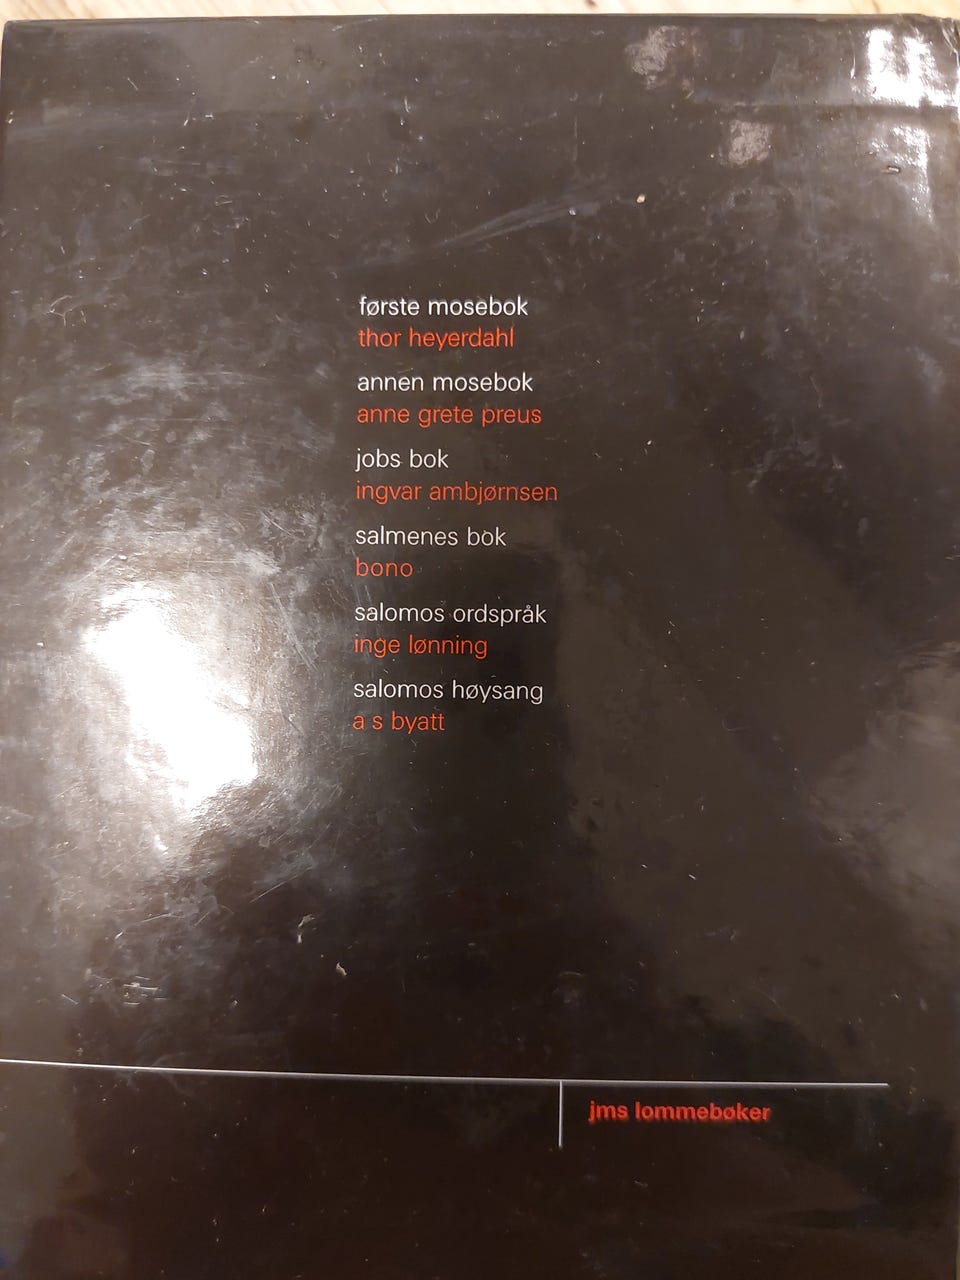 første mosebok
thor heyerdahl
annen mosebok
anne grete preus
jobs bok
ingvar ambjørnsen
salmenes bok
bono
salomos ordspråk
inge lønning
salomos høysang
a s byatt
jms lommebøker